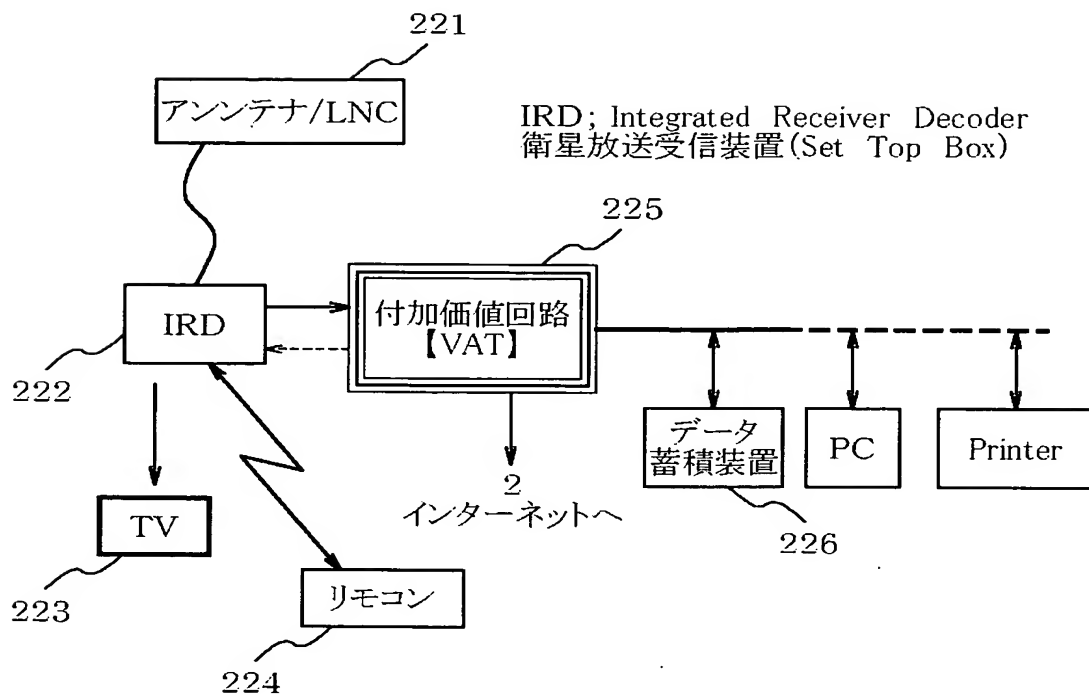 221
アンンテナ/LNC
IRD; Integrated Receiver Decoder
衛星放送受信装置(Set Top Box)
225
IRD
付加価値回路
【VAT】
222
データ
蓄積装置
PC
Printer
2
インターネットへ
TV
226
223
リモコン
224